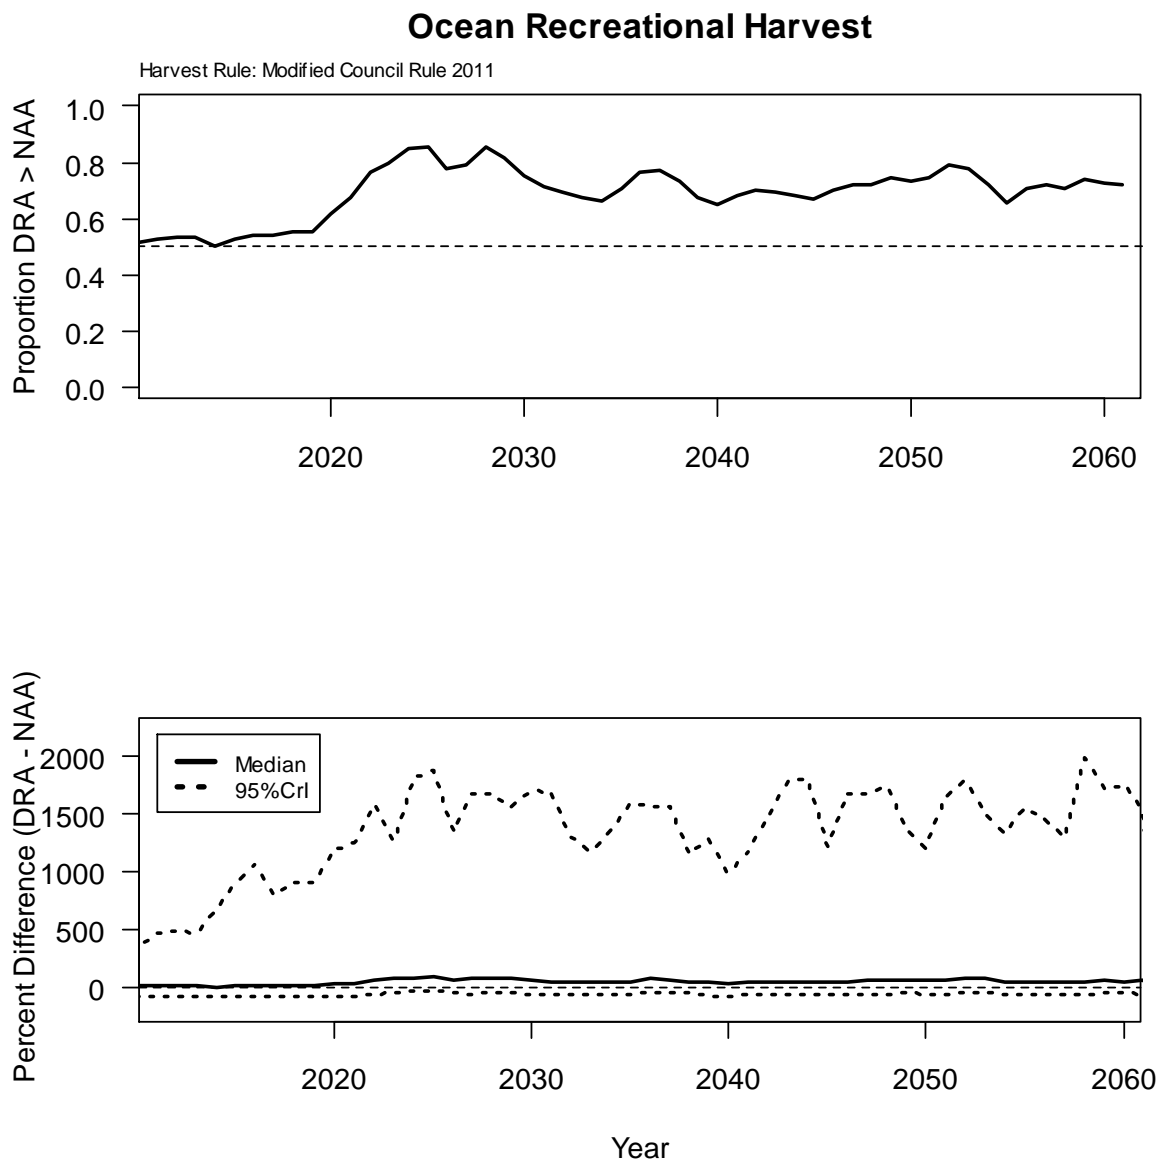 Ocean Recreational Harvest
Harvest Rule: Modified Council Rule 2011
Proportion DRA > NAA
1.0
0.8
0.6
0.4
0.2
0.0
2020 2030 2040 2050 2060
Percent Difference (DRA - NAA)
2000
1500
1000
500
0
Median
95%CrI
2020 2030 2040 2050 2060
Year